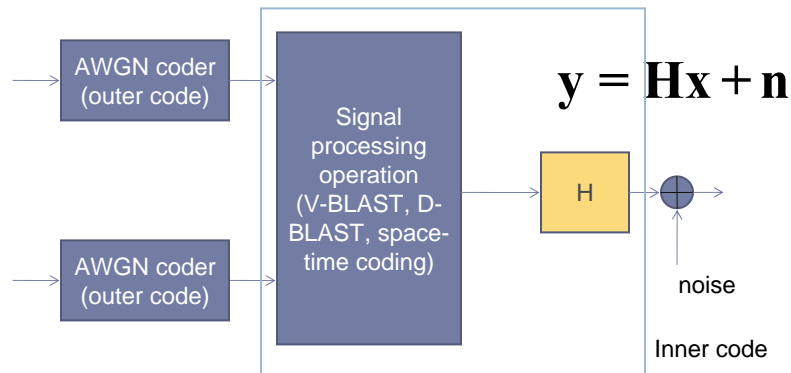 AWGN coder
(outer code)
Signal
processing
operation
(V-BLAST, D-
BLAST, space-
time coding)
y = Hx + n
H
AWGN coder
(outer code)
noise
Inner code